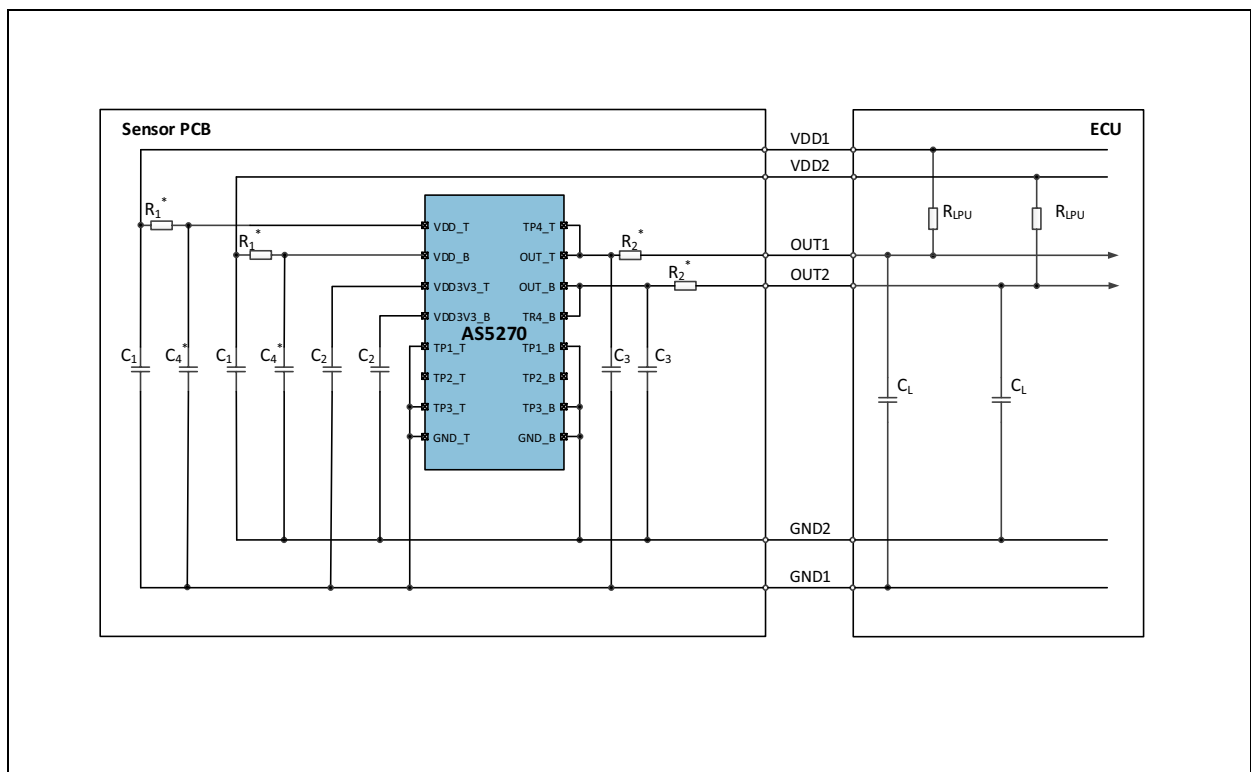 Sensor PCB
ECU
VDD1
VDD2
R1*
R1*
VDD_T
VDD_B
VDD3V3_T
VDD3V3_B
TP1_T
TP2_T
TP3_T
GND_T
AS5270
TP4_T
OUT_T
OUT_B
TR4_B
TP1_B
TP2_B
TP3_B
GND_B
R2*
R2*
OUT1
OUT2
RLPU
RLPU
C1
C4*
C1
C4*
C2
C2
C3
C3
CL
CL
GND2
GND1